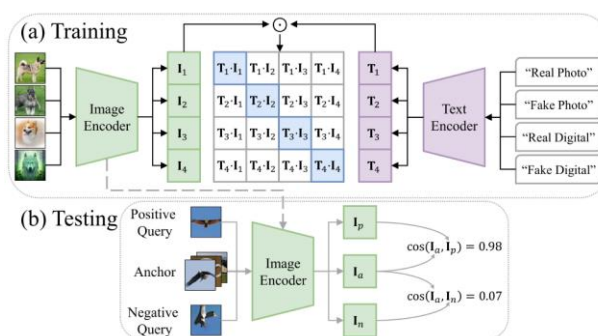 (a) Training
Image
Encoder
I₁
I₂
I₃
I₄
⊙
T₁·I₁ T₁·I₂ T₁·I₃ T₁·I₄
T₂·I₁ T₂·I₂ T₂·I₃ T₂·I₄
T₃·I₁ T₃·I₂ T₃·I₃ T₃·I₄
T₄·I₁ T₄·I₂ T₄·I₃ T₄·I₄
T₁
T₂
T₃
T₄
Text
Encoder
“Real Photo”
“Fake Photo”
“Real Digital”
“Fake Digital”
(b) Testing
Positive
Query
Anchor
Negative
Query
Image
Encoder
Iₚ
Iₐ
Iₙ
cos(Iₐ, Iₚ) = 0.98
cos(Iₐ, Iₙ) = 0.07